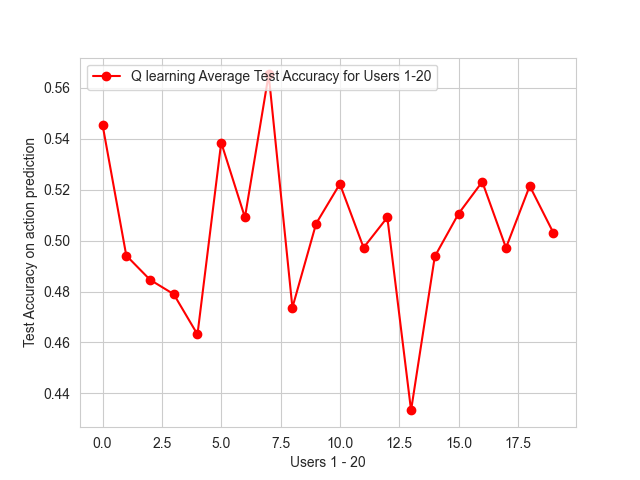 Q learning Average Test Accuracy for Users 1-20
Test Accuracy on action prediction
0.56
0.54
0.52
0.50
0.48
0.46
0.44
0.0 2.5 5.0 7.5 10.0 12.5 15.0 17.5
Users 1 - 20